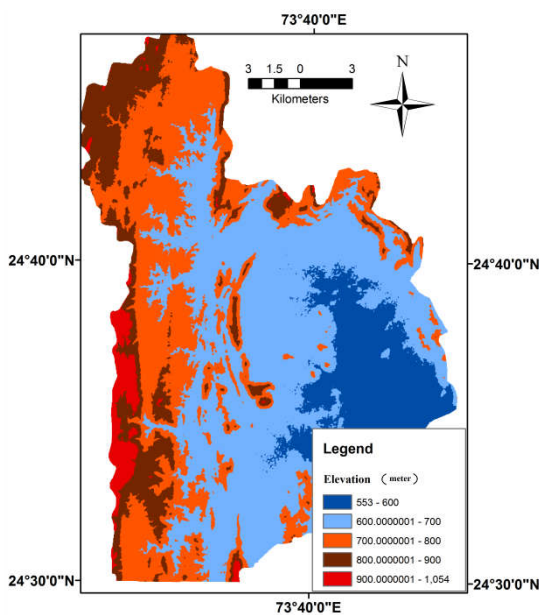 73°40'0"E
3 1.5 0 3
Kilometers
N
24°40'0"N
24°40'0"N
Legend
Elevation (meter)
553 - 600
600.0000001 - 700
700.0000001 - 800
800.0000001 - 900
900.0000001 - 1,054
24°30'0"N
24°30'0"N
73°40'0"E